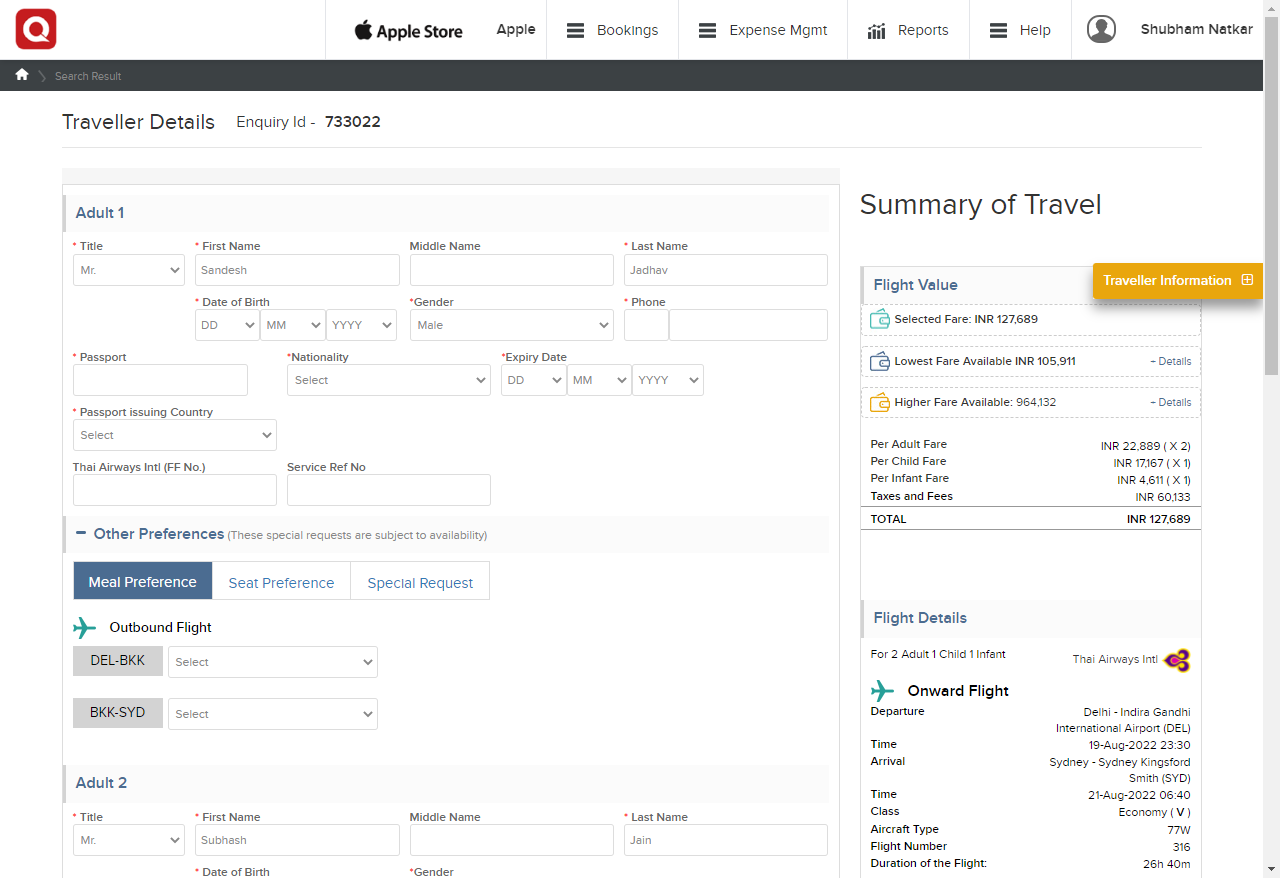 Q
Apple Store
Apple
Bookings
Expense Mgmt
Reports
Help
Shubham Natkar
Search Result
Traveller Details
Enquiry Id - 733022
Adult 1
* Title
* First Name
Middle Name
* Last Name
Mr.
Sandesh
Jadhav
* Date of Birth
*Gender
* Phone
DD
MM
YYYY
Male
* Passport
*Nationality
*Expiry Date
Select
DD
MM
YYYY
* Passport issuing Country
Select
Thai Airways Intl (FF No.)
Service Ref No
Other Preferences (These special requests are subject to availability)
Meal Preference
Seat Preference
Special Request
Outbound Flight
DEL-BKK
Select
BKK-SYD
Select
Adult 2
* Title
* First Name
Middle Name
* Last Name
Mr.
Subhash
Jain
* Date of Birth
*Gender
Summary of Travel
Flight Value
Traveller Information
Selected Fare: INR 127,689
Lowest Fare Available INR 105,911
+ Details
Higher Fare Available: 964,132
+ Details
Per Adult Fare INR 22,889 ( X 2)
Per Child Fare INR 17,167 ( X 1)
Per Infant Fare INR 4,611 ( X 1)
Taxes and Fees INR 60,133
TOTAL INR 127,689
Flight Details
For 2 Adult 1 Child 1 Infant
Thai Airways Intl
Onward Flight
Departure Delhi - Indira Gandhi
International Airport (DEL)
Time 19-Aug-2022 23:30
Arrival Sydney - Sydney Kingsford
Smith (SYD)
Time 21-Aug-2022 06:40
Class Economy ( V )
Aircraft Type 77W
Flight Number 316
Duration of the Flight: 26h 40m